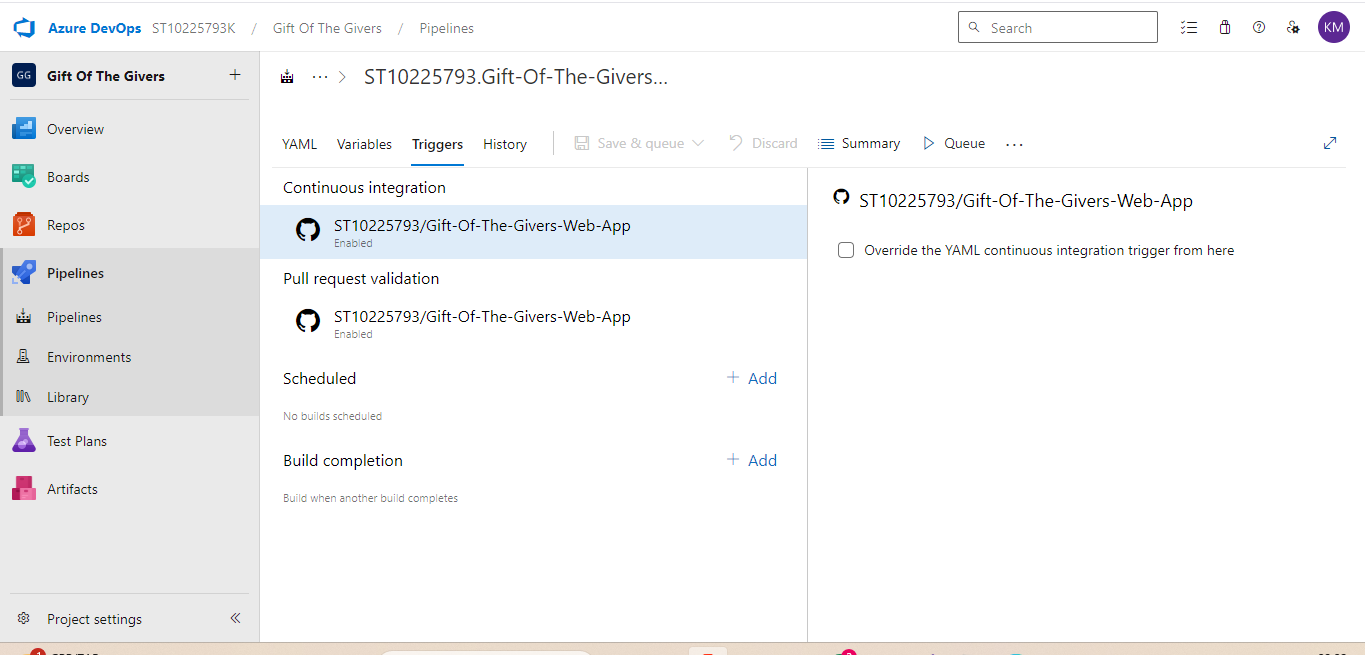 Azure DevOps ST10225793K / Gift Of The Givers / Pipelines
Search
KM
GG Gift Of The Givers +
ST10225793.Gift-Of-The-Givers...
Overview
Boards
Repos
Pipelines
Pipelines
Environments
Library
Test Plans
Artifacts
Project settings
YAML Variables Triggers History Save & queue Discard Summary Queue ...
Continuous integration
ST10225793/Gift-Of-The-Givers-Web-App
Enabled
Pull request validation
ST10225793/Gift-Of-The-Givers-Web-App
Enabled
Scheduled + Add
No builds scheduled
Build completion + Add
Build when another build completes
ST10225793/Gift-Of-The-Givers-Web-App
Override the YAML continuous integration trigger from here